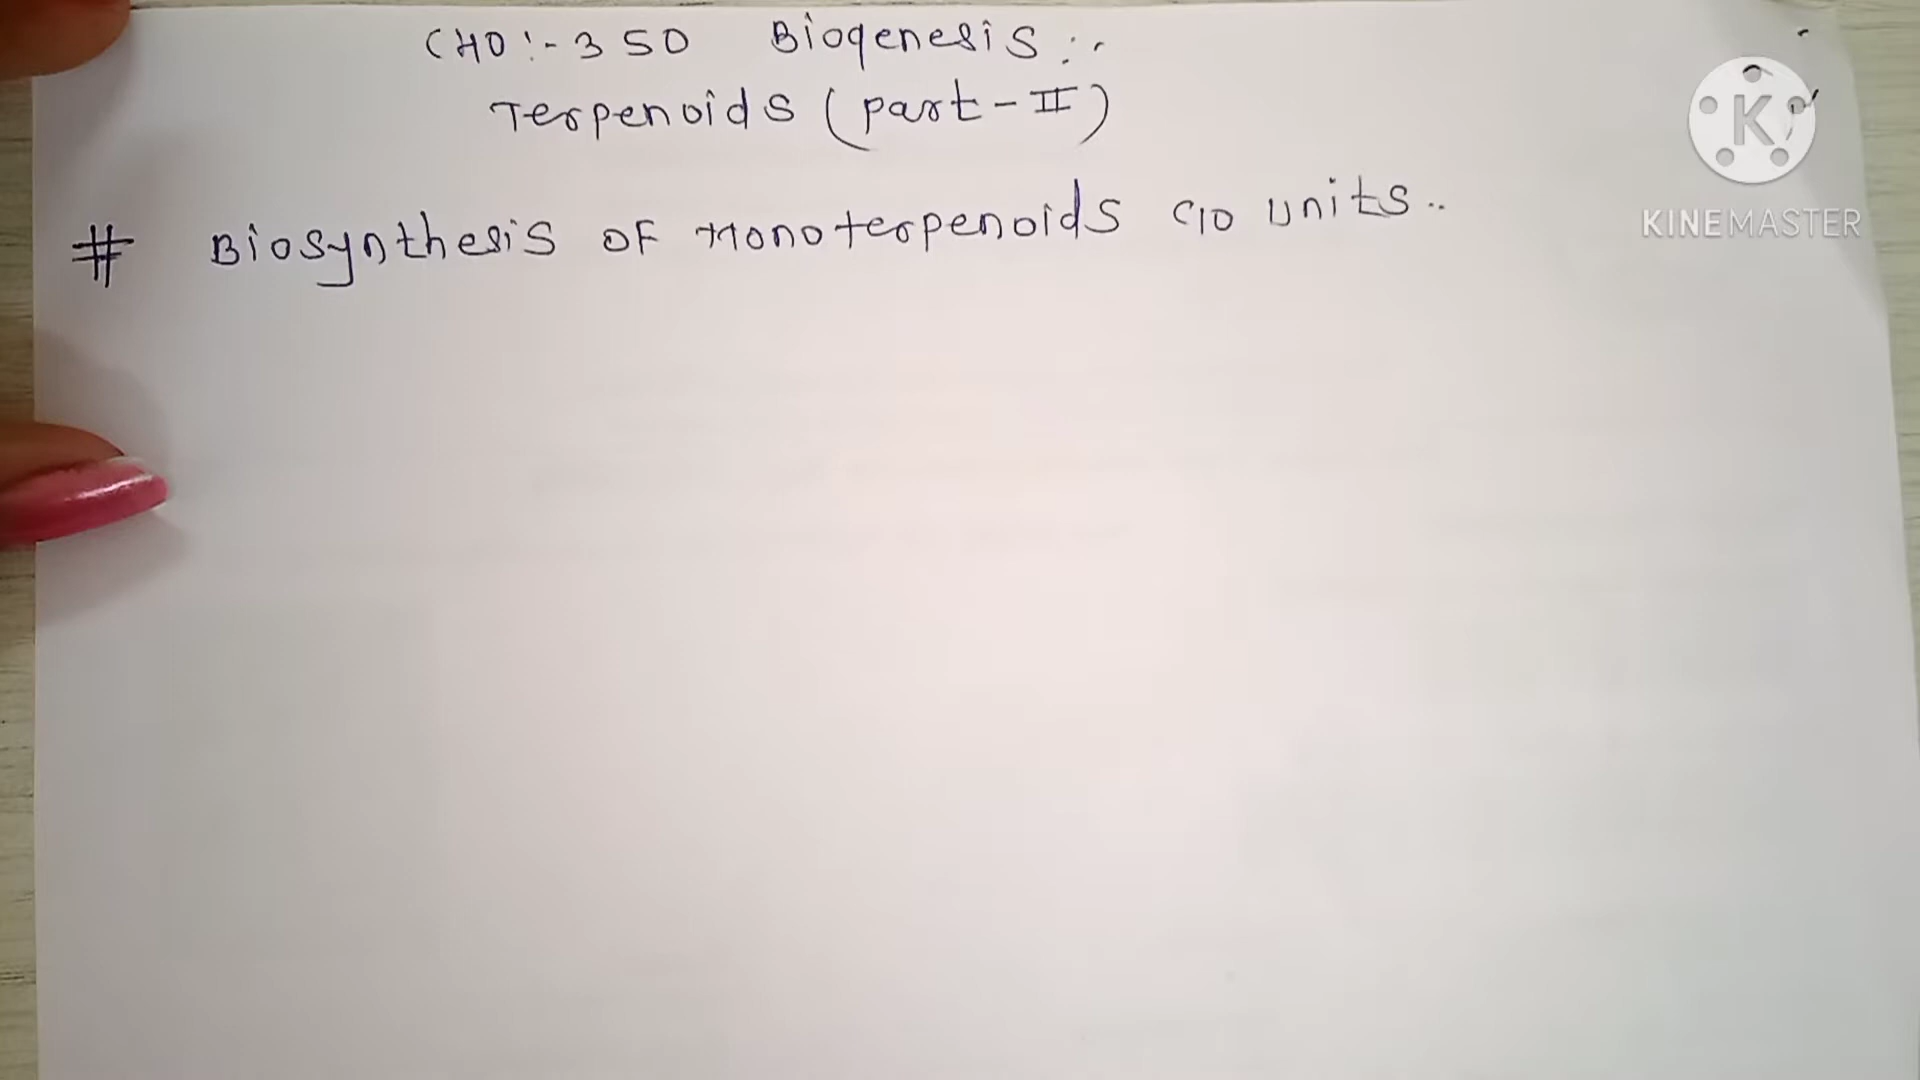 CHO:- 350 Biogenesis :-
Terpenoids (part-II)
# Biosynthesis OF Monoterpenoids C10 units..
KINEMASTER